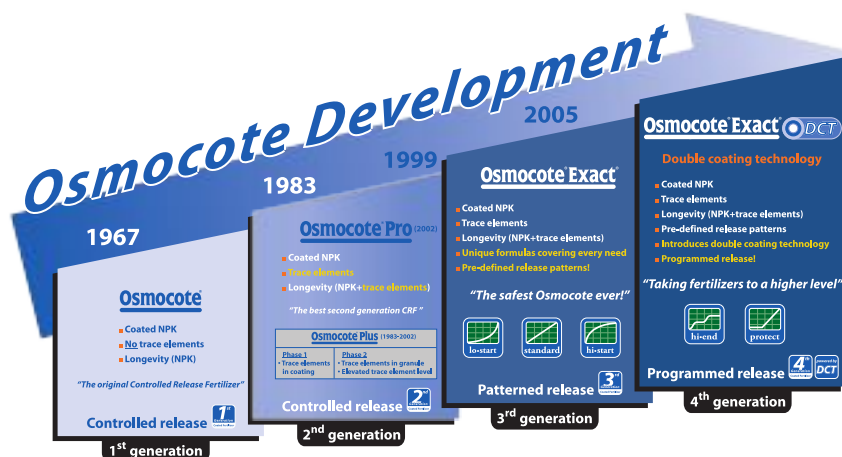 Osmocote Development
1967
1983
1999
2005
Osmocote®
Coated NPK
No trace elements
Longevity (NPK)
"The original Controlled Release Fertilizer"
Controlled release
1st
1st generation
Osmocote® Pro (2002)
Coated NPK
Trace elements
Longevity (NPK+trace elements)
"The best second generation CRF "
Osmocote Plus (1983-2002)
Phase 1
• Trace elements
in coating
Phase 2
• Trace elements in granule
• Elevated trace element level
Controlled release
2nd
2nd generation
Osmocote® Exact®
Coated NPK
Trace elements
Longevity (NPK+trace elements)
Unique formulas covering every need
Pre-defined release patterns!
"The safest Osmocote ever!"
lo-start
standard
hi-start
Patterned release
3rd
3rd generation
Osmocote® Exact® DCT
Double coating technology
Coated NPK
Trace elements
Longevity (NPK+trace elements)
Pre-defined release patterns
Introduces double coating technology
Programmed release!
"Taking fertilizers to a higher level"
hi-end
protect
Programmed release
4th
powered by
DCT
4th generation